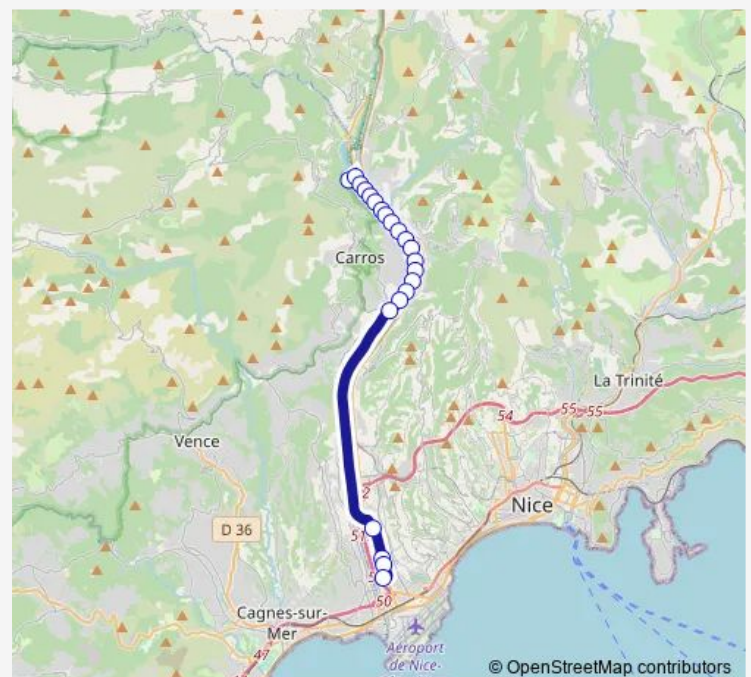 Carros
La Trinité
54
55
55
Vence
2
Nice
D 36
51
50
Cagnes-sur-
Mer
47
Aéroport
de Nice-
© OpenStreetMap contributors